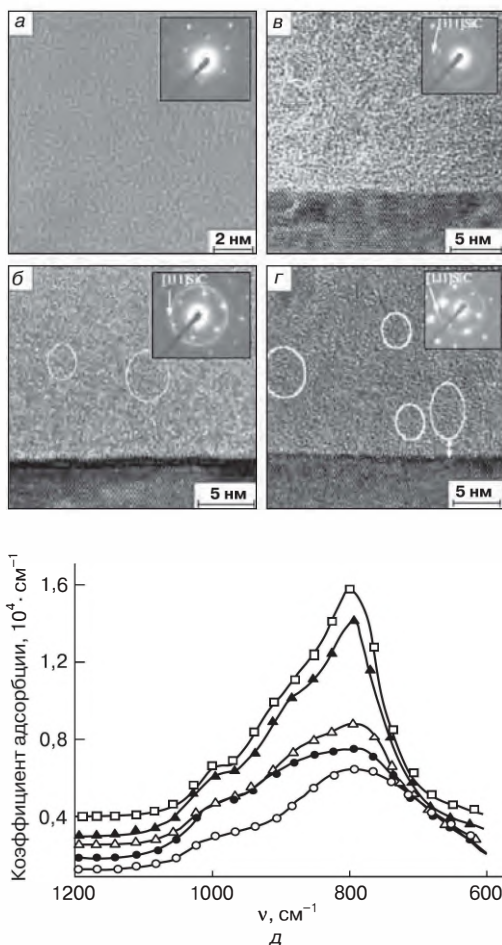 а
в
[111]SiC
2 нм
5 нм
б
[111]SiC
г
[111]SiC
5 нм
5 нм
Коэффициент адсорбции, 10⁴ · см⁻¹
1,6
1,2
0,8
0,4
1200
1000
800
600
ν, см⁻¹
д